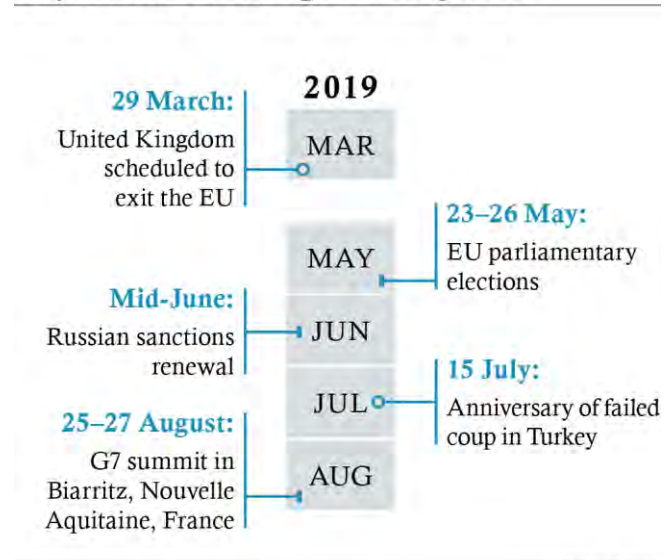 2019
29 March:
United Kingdom
scheduled to
exit the EU
MAR
23–26 May:
EU parliamentary
elections
MAY
Mid-June:
Russian sanctions
renewal
JUN
15 July:
Anniversary of failed
coup in Turkey
JUL
25–27 August:
G7 summit in
Biarritz, Nouvelle
Aquitaine, France
AUG